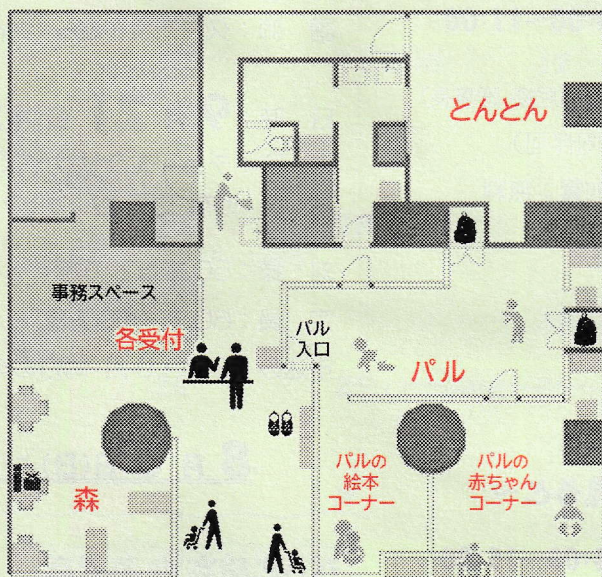 とんとん
事務スペース
各受付
パル
入口
パル
パルの
絵本
コーナー
パルの
赤ちゃん
コーナー
森